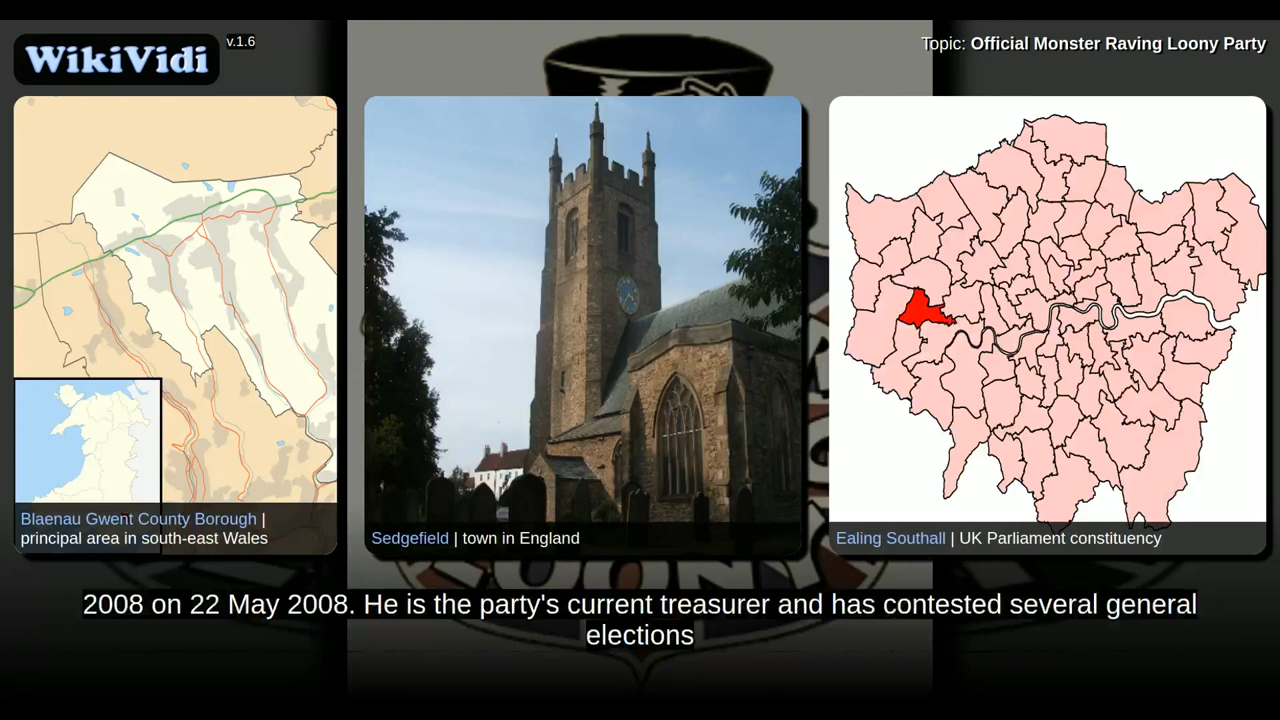 WikiVidi
v.1.6
Topic: Official Monster Raving Loony Party
Blaenau Gwent County Borough |
principal area in south-east Wales
Sedgefield | town in England
Ealing Southall | UK Parliament constituency
LOONY
2008 on 22 May 2008. He is the party's current treasurer and has contested several general
elections